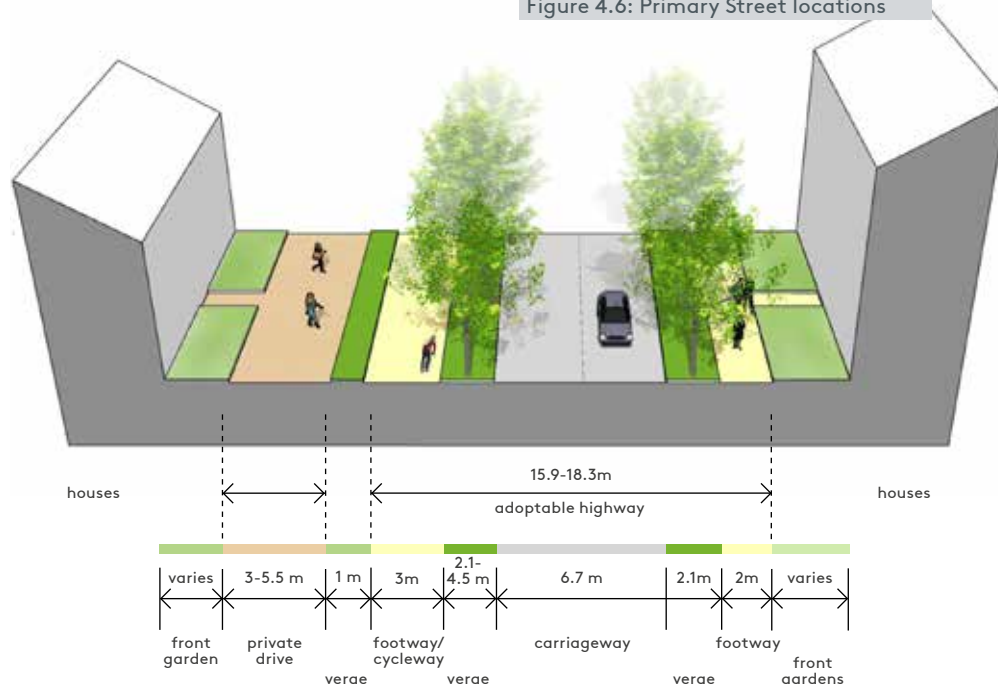 Figure 4.6: Primary Street locations
15.9-18.3m
houses
houses
adoptable highway
varies
3-5.5 m
1 m
3m
2.1-
4.5 m
6.7 m
2.1m
2m
varies
front
garden
private
drive
verge
footway/
cycleway
verge
carriageway
verge
footway
front
gardens